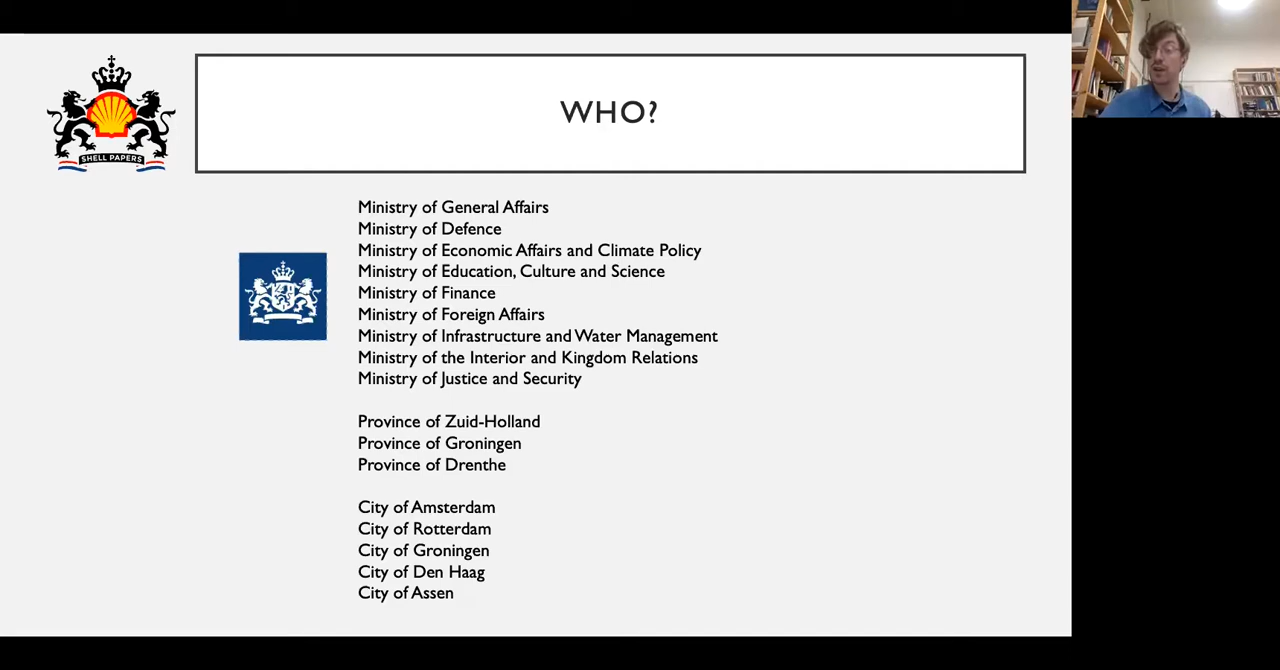 SHELL PAPERS
WHO?
Ministry of General Affairs
Ministry of Defence
Ministry of Economic Affairs and Climate Policy
Ministry of Education, Culture and Science
Ministry of Finance
Ministry of Foreign Affairs
Ministry of Infrastructure and Water Management
Ministry of the Interior and Kingdom Relations
Ministry of Justice and Security
Province of Zuid-Holland
Province of Groningen
Province of Drenthe
City of Amsterdam
City of Rotterdam
City of Groningen
City of Den Haag
City of Assen